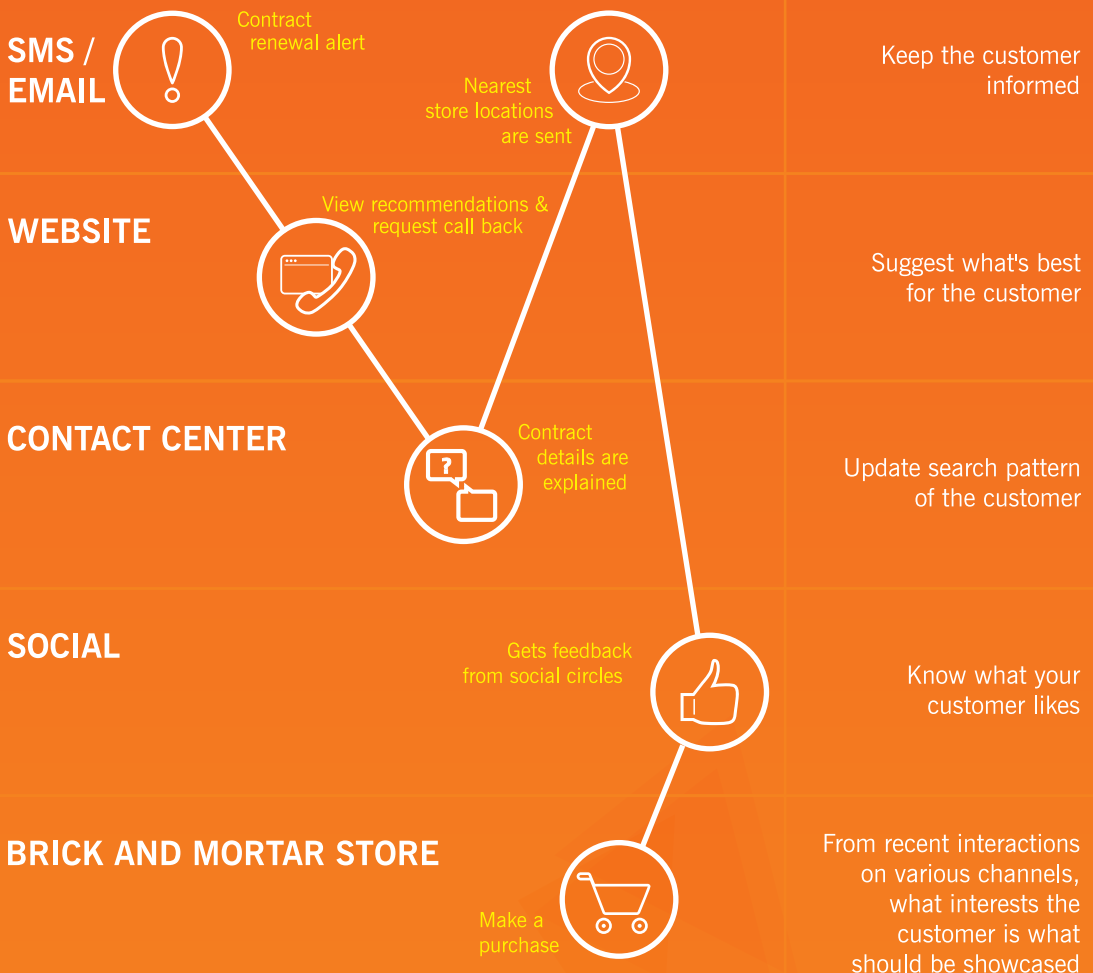 SMS /
EMAIL
Contract
renewal alert
Nearest
store locations
are sent
Keep the customer
informed
WEBSITE
View recommendations &
request call back
Suggest what's best
for the customer
CONTACT CENTER
?
Contract
details are
explained
Update search pattern
of the customer
SOCIAL
Gets feedback
from social circles
Know what your
customer likes
BRICK AND MORTAR STORE
Make a
purchase
From recent interactions
on various channels,
what interests the
customer is what
should be showcased